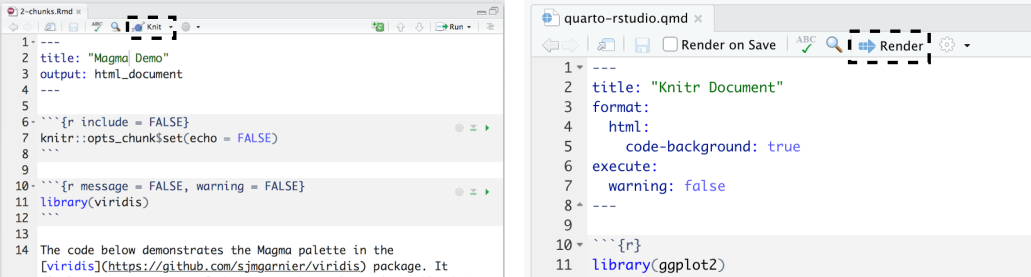 2-chunks.Rmd
ABC Knit Run
1 ---
2 title: "Magma Demo"
3 output: html_document
4 ---
5
6 ```{r include = FALSE}
7 knitr::opts_chunk$set(echo = FALSE)
8 ```
9
10 ```{r message = FALSE, warning = FALSE}
11 library(viridis)
12 ```
13
14 The code below demonstrates the Magma palette in the
[viridis](https://github.com/sjmgarnier/viridis) package. It
quarto-rstudio.qmd
Render on Save ABC Render
1 ---
2 title: "Knitr Document"
3 format:
4 html:
5 code-background: true
6 execute:
7 warning: false
8 ---
9
10 ```{r}
11 library(ggplot2)